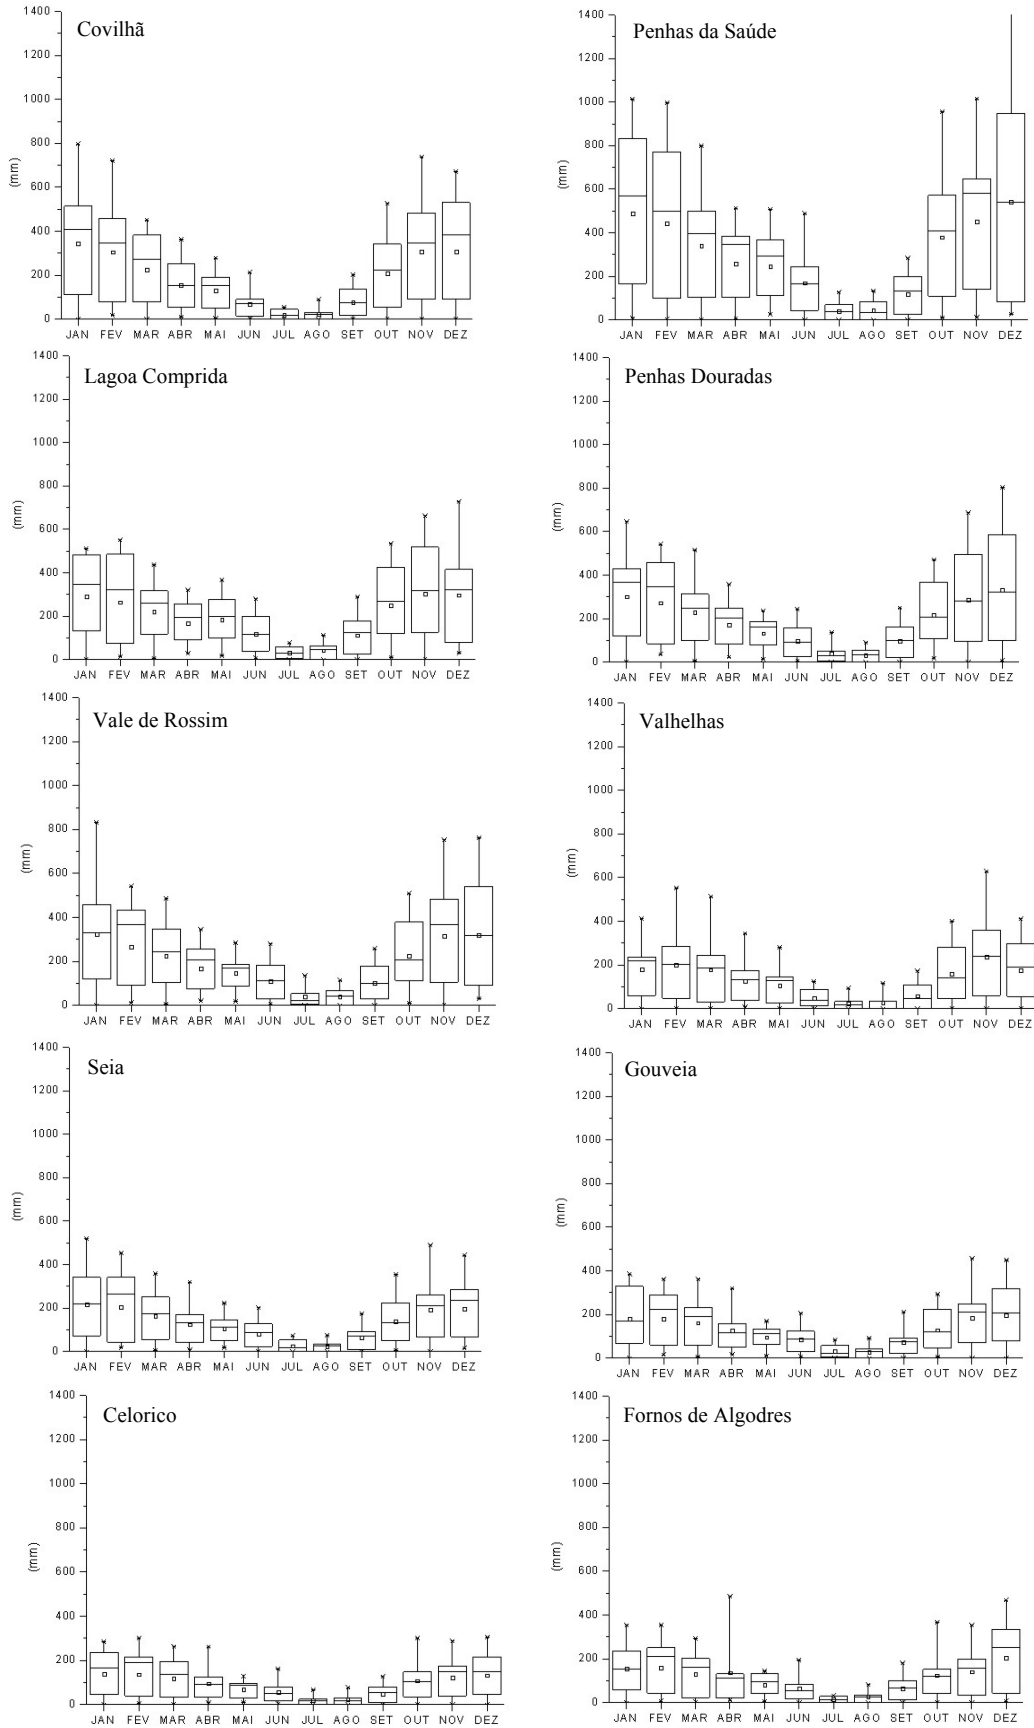 Covilhã
1400
1200
1000
800
600
400
200
0
(mm)
JAN FEV MAR ABR MAI JUN JUL AGO SET OUT NOV DEZ
Penhas da Saúde
1400
1200
1000
800
600
400
200
0
(mm)
JAN FEV MAR ABR MAI JUN JUL AGO SET OUT NOV DEZ
Lagoa Comprida
1400
1200
1000
800
600
400
200
0
(mm)
JAN FEV MAR ABR MAI JUN JUL AGO SET OUT NOV DEZ
Penhas Douradas
1400
1200
1000
800
600
400
200
0
(mm)
JAN FEV MAR ABR MAI JUN JUL AGO SET OUT NOV DEZ
Vale de Rossim
1400
1200
1000
800
600
400
200
0
(mm)
JAN FEV MAR ABR MAI JUN JUL AGO SET OUT NOV DEZ
Valhelhas
1400
1200
1000
800
600
400
200
0
(mm)
JAN FEV MAR ABR MAI JUN JUL AGO SET OUT NOV DEZ
Seia
1400
1200
1000
800
600
400
200
0
(mm)
JAN FEV MAR ABR MAI JUN JUL AGO SET OUT NOV DEZ
Gouveia
1400
1200
1000
800
600
400
200
0
(mm)
JAN FEV MAR ABR MAI JUN JUL AGO SET OUT NOV DEZ
Celorico
1400
1200
1000
800
600
400
200
0
(mm)
JAN FEV MAR ABR MAI JUN JUL AGO SET OUT NOV DEZ
Fornos de Algodres
1400
1200
1000
800
600
400
200
0
(mm)
JAN FEV MAR ABR MAI JUN JUL AGO SET OUT NOV DEZ